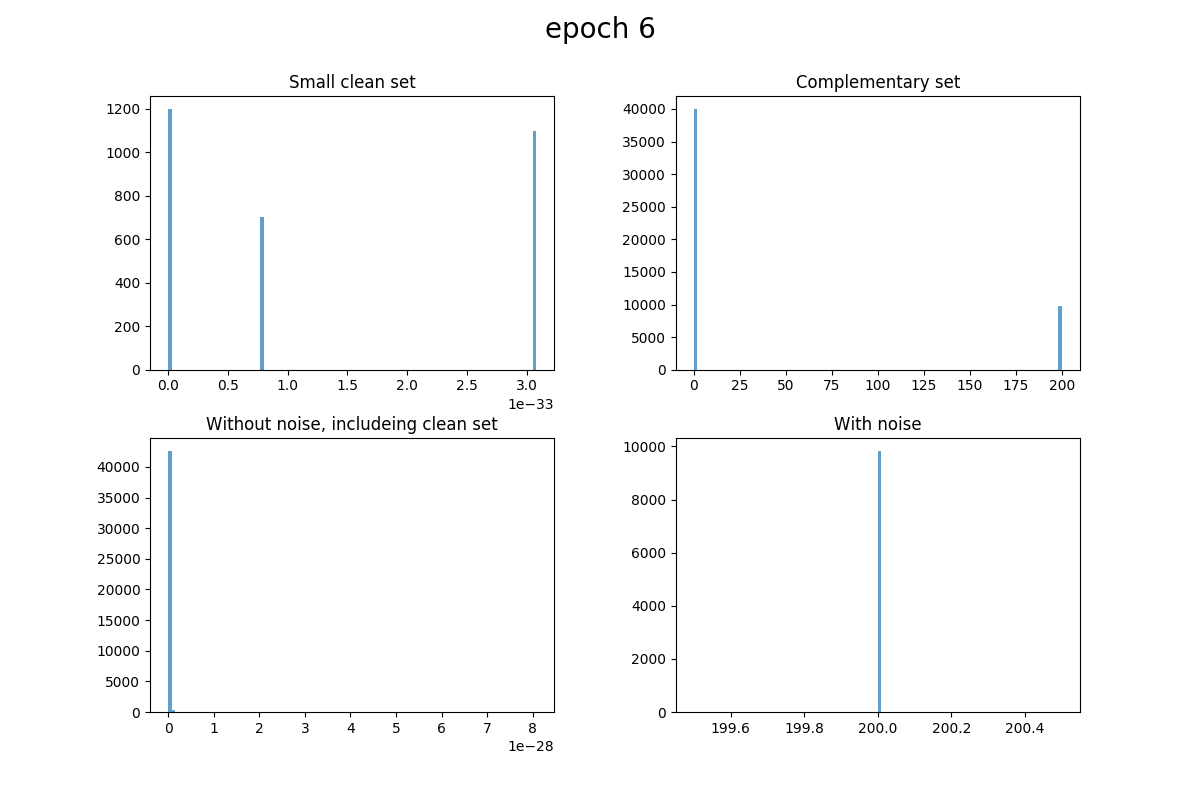 epoch 6
Small clean set
1200
1000
800
600
400
200
0
0.0 0.5 1.0 1.5 2.0 2.5 3.0
1e−33
Complementary set
40000
35000
30000
25000
20000
15000
10000
5000
0
0 25 50 75 100 125 150 175 200
Without noise, includeing clean set
40000
35000
30000
25000
20000
15000
10000
5000
0
0 1 2 3 4 5 6 7 8
1e−28
With noise
10000
8000
6000
4000
2000
0
199.6 199.8 200.0 200.2 200.4